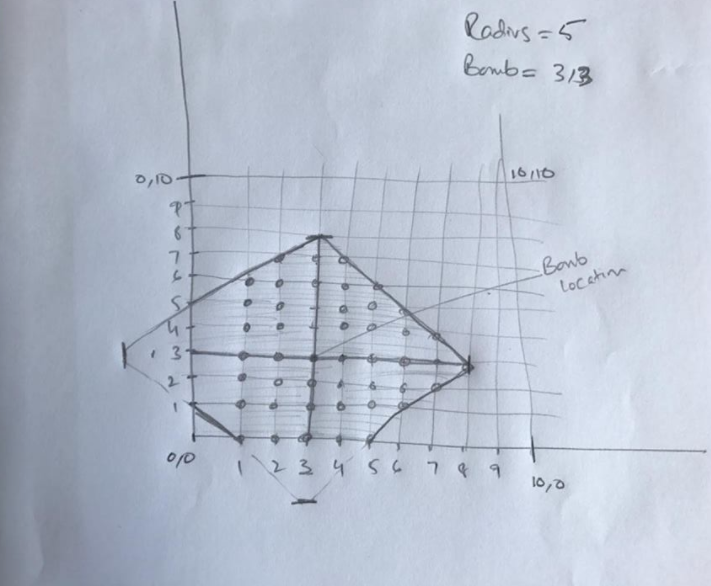 Radius = 5
Bomb = 3,3
0,10
10,10
9
8
7
6
5
4
3
2
1
Bomb
Location
0,0
1 2 3 4 5 6 7 8 9
10,0